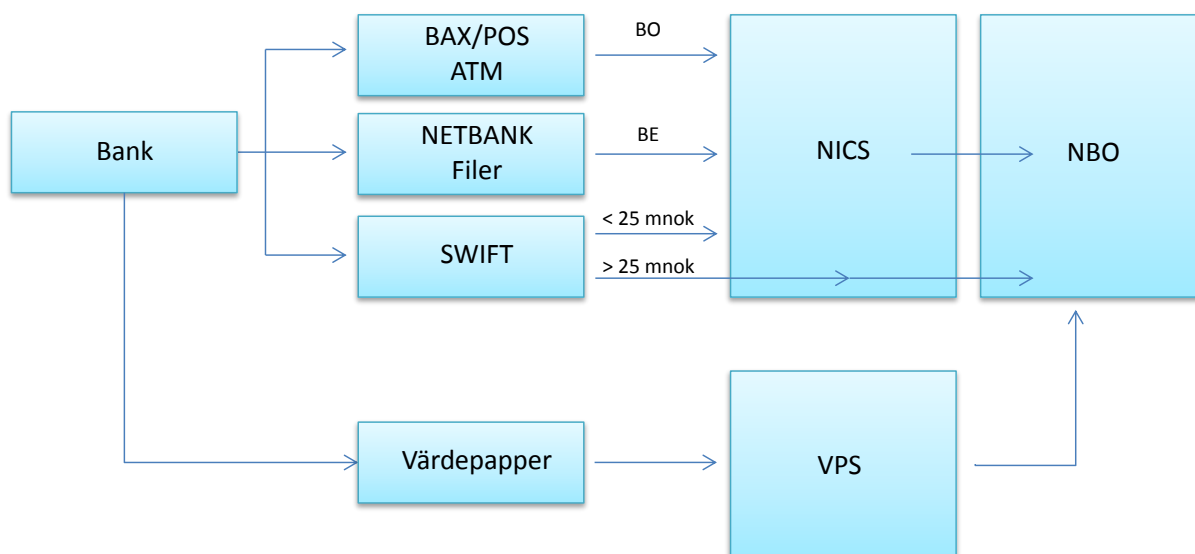 BAX/POS
ATM
BO
Bank
NETBANK
Filer
BE
NICS
NBO
SWIFT
< 25 mnok
> 25 mnok
Värdepapper
VPS